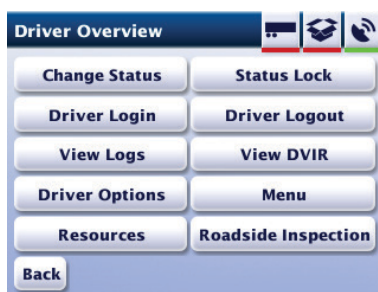 Driver Overview
Change Status
Status Lock
Driver Login
Driver Logout
View Logs
View DVIR
Driver Options
Menu
Resources
Roadside Inspection
Back